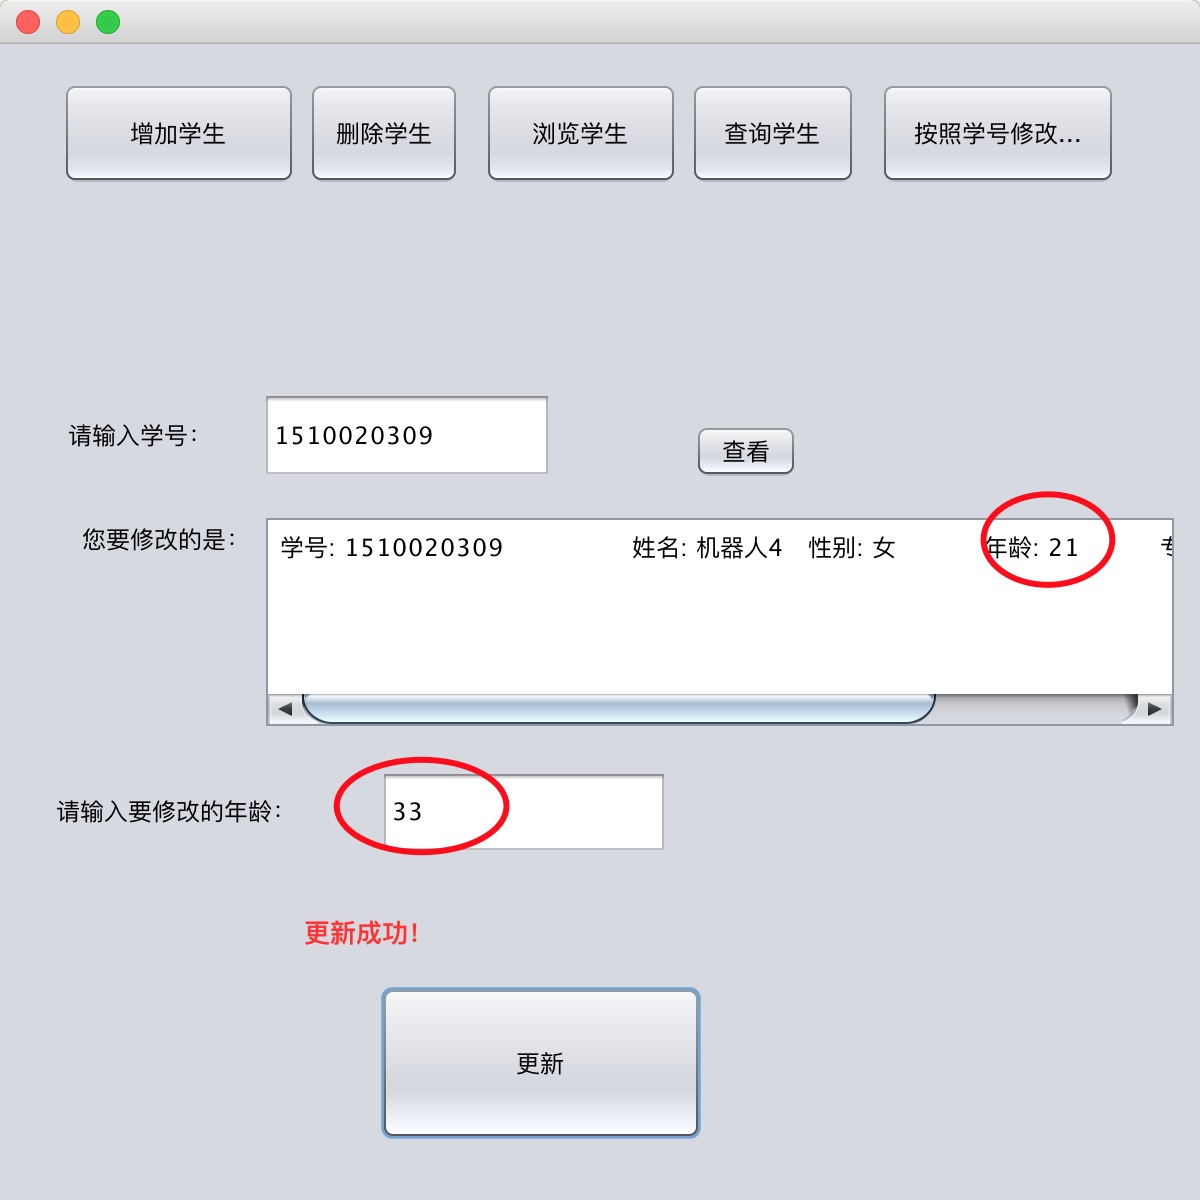 增加学生 删除学生 浏览学生 查询学生 按照学号修改...
请输入学号： 1510020309 查看
您要修改的是： 学号: 1510020309 姓名: 机器人4 性别: 女 年龄: 21
请输入要修改的年龄： 33
更新成功！
更新